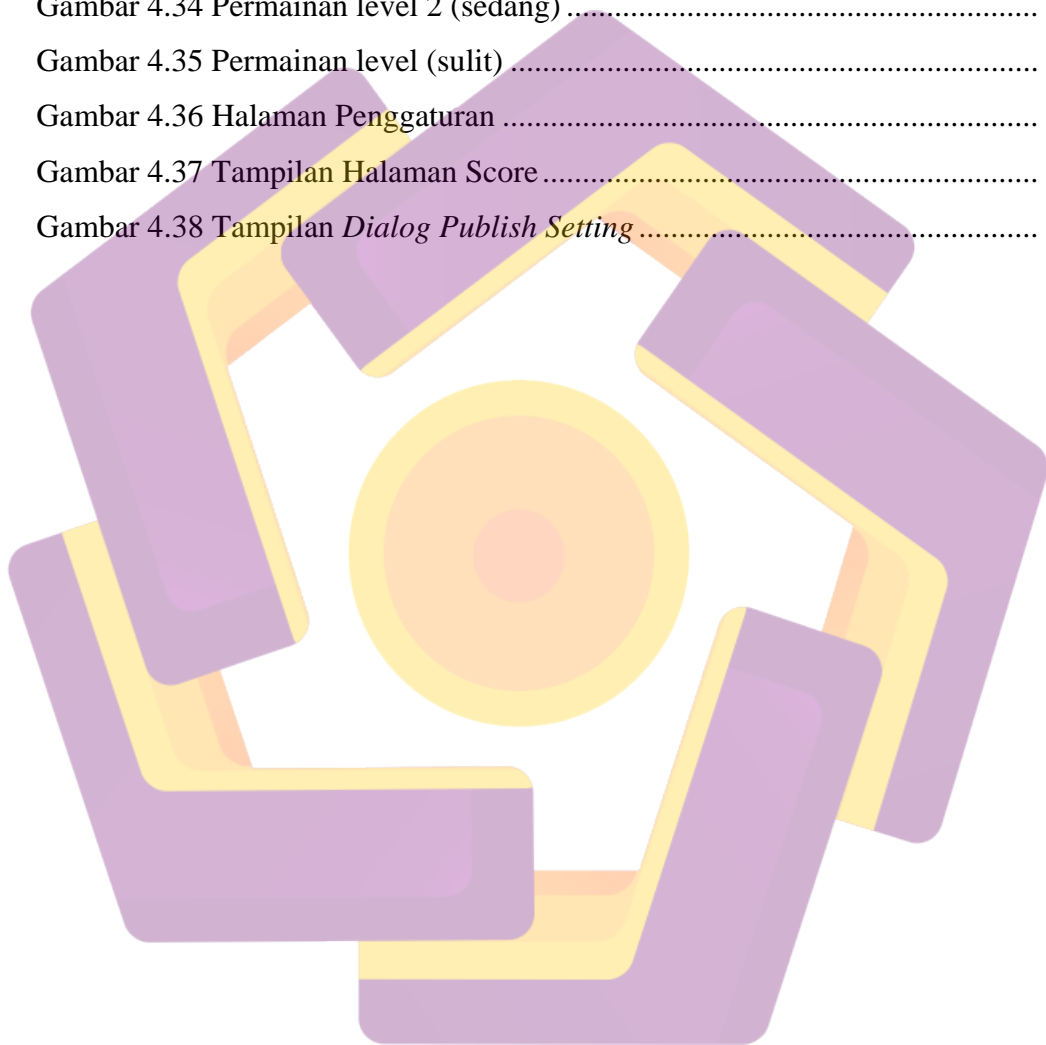 Gambar 4.34 Permainan level 2 (sedang) ........................................................
Gambar 4.35 Permainan level (sulit) ...............................................................
Gambar 4.36 Halaman Penggaturan ................................................................
Gambar 4.37 Tampilan Halaman Score ...........................................................
Gambar 4.38 Tampilan Dialog Publish Setting ...............................................